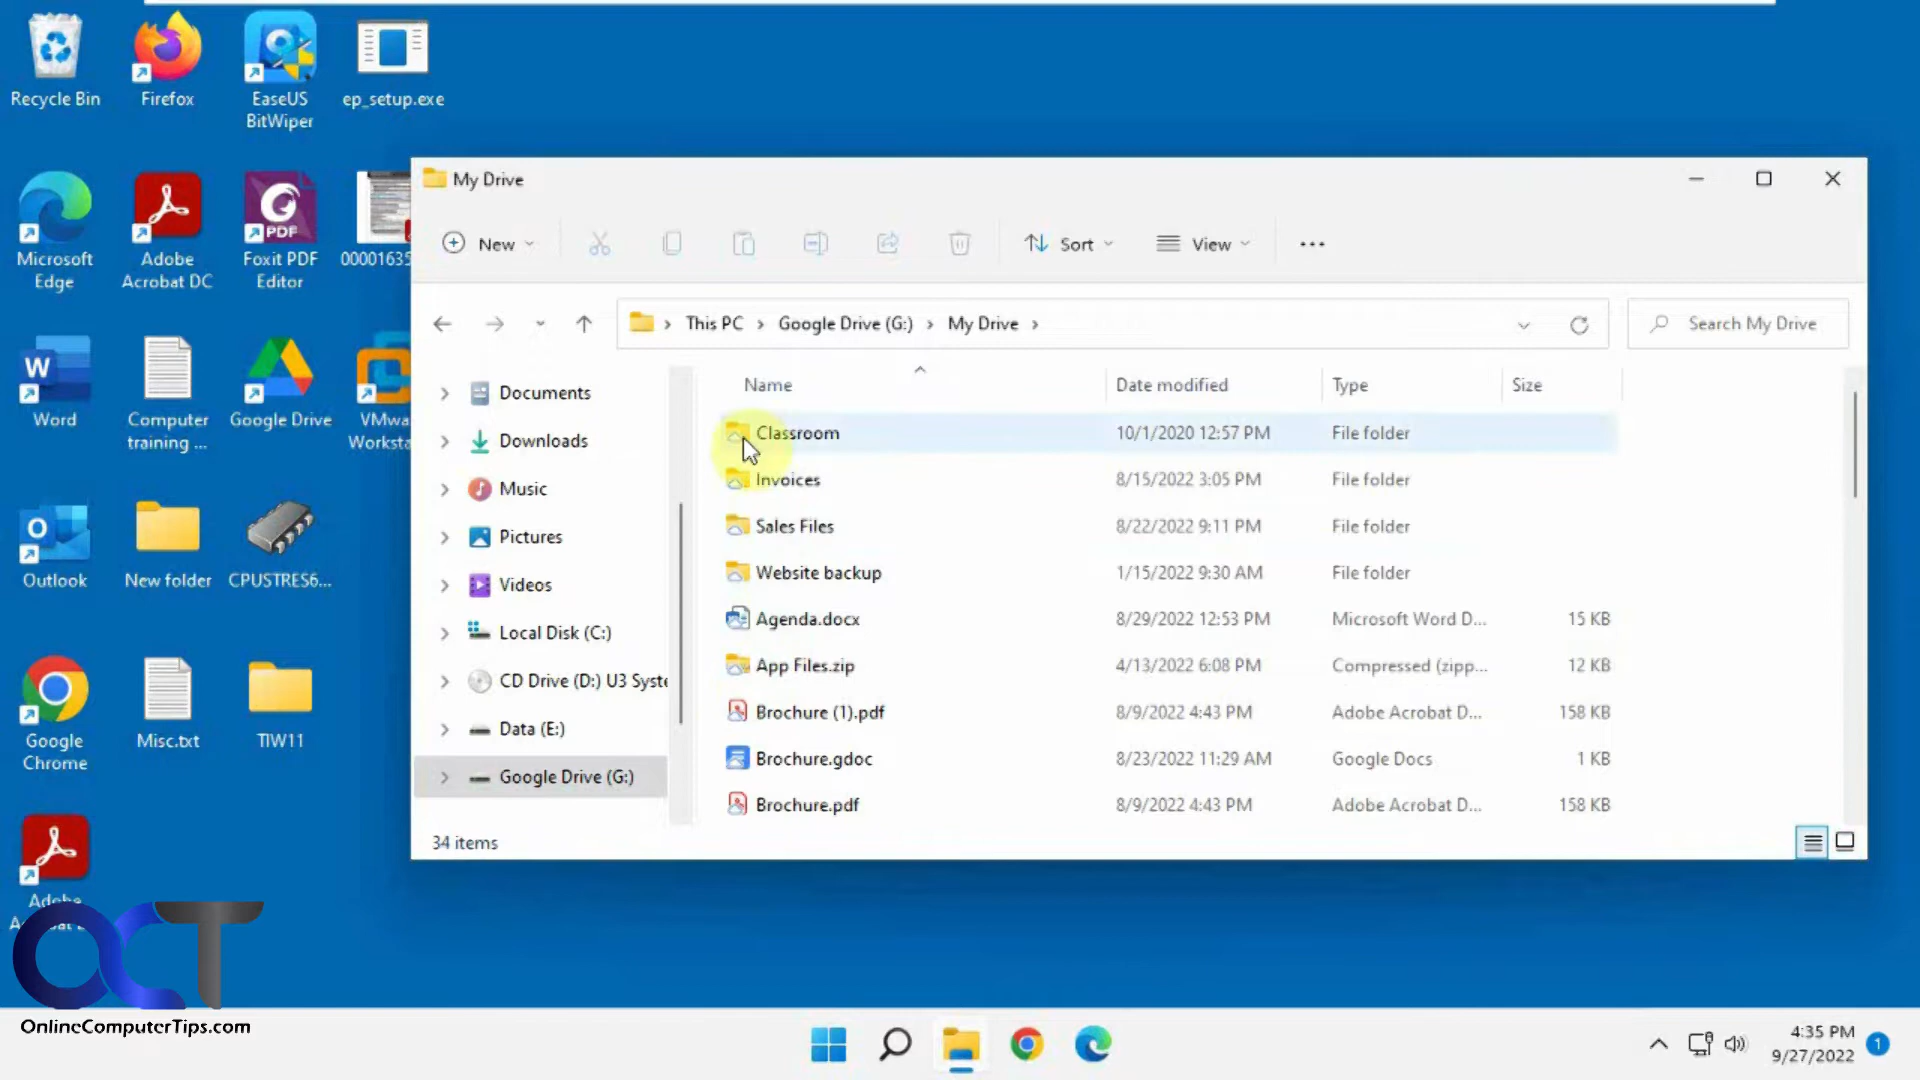 Recycle Bin
Firefox
EaseUS
BitWiper
ep_setup.exe
Microsoft
Edge
Adobe
Acrobat DC
Foxit PDF
Editor
PDF
Word
Computer
training ...
Google Drive
Outlook
New folder
CPUSTRES6...
Google
Chrome
Misc.txt
TIW11
OCT
OnlineComputerTips.com
My Drive
New
Sort
View
This PC
Google Drive (G:)
My Drive
Search My Drive
Documents
Downloads
Music
Pictures
Videos
Local Disk (C:)
CD Drive (D:) U3 Syste
Data (E:)
Google Drive (G:)
Name Date modified Type Size
Classroom 10/1/2020 12:57 PM File folder
Invoices 8/15/2022 3:05 PM File folder
Sales Files 8/22/2022 9:11 PM File folder
Website backup 1/15/2022 9:30 AM File folder
Agenda.docx 8/29/2022 12:53 PM Microsoft Word D... 15 KB
App Files.zip 4/13/2022 6:08 PM Compressed (zipp... 12 KB
Brochure (1).pdf 8/9/2022 4:43 PM Adobe Acrobat D... 158 KB
Brochure.gdoc 8/23/2022 11:29 AM Google Docs 1 KB
Brochure.pdf 8/9/2022 4:43 PM Adobe Acrobat D... 158 KB
34 items
4:35 PM
9/27/2022
1